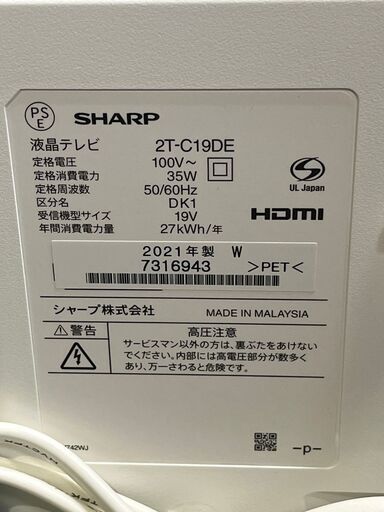 PS
E
SHARP
液晶テレビ 2T-C19DE
定格電圧 100V~
定格消費電力 35W
定格周波数 50/60Hz
区分名 DK1
受信機型サイズ 19V
年間消費電力量 27kWh/年
UL Japan
HDMI
2021年製 W
7316943 >PET<
シャープ株式会社 MADE IN MALAYSIA
⚠警告 高圧注意
サービスマン以外の方は、裏ぶたをあけない
でください。内部には高電圧部分が数多く
あり、万一さわると危険です。
742WJ
-p-